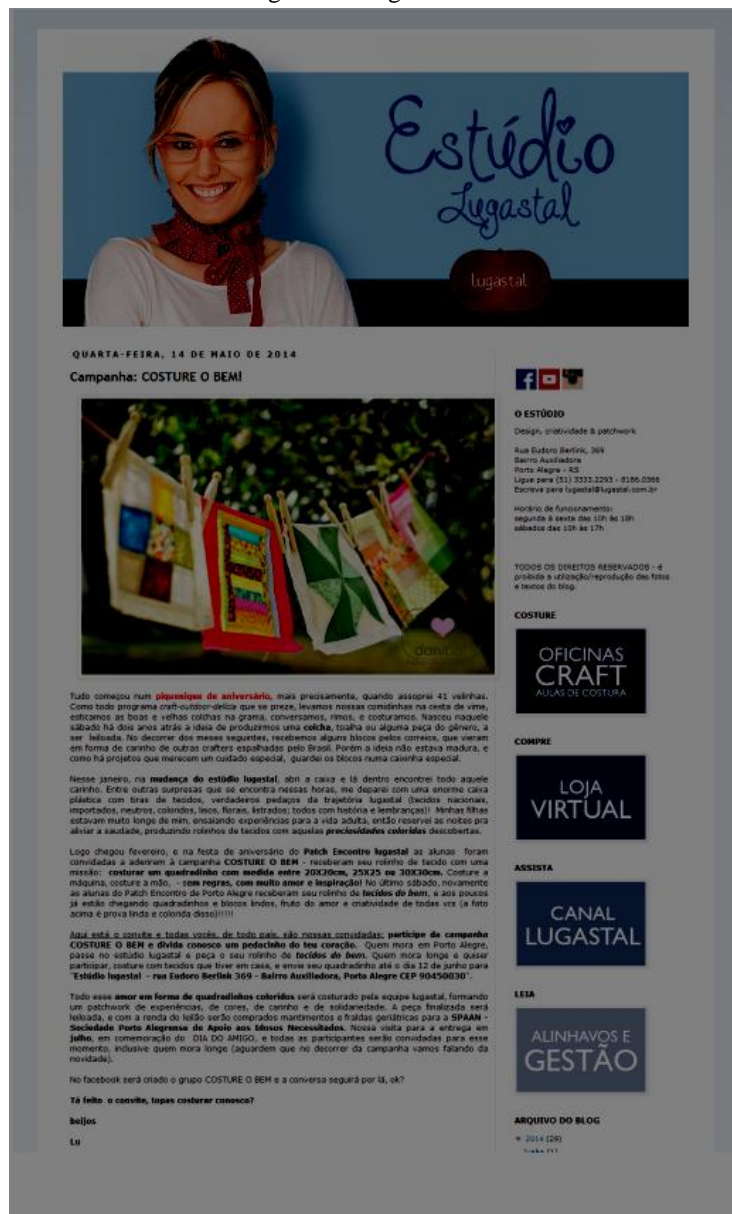 Estúdio
Lugastal
lugastal
QUARTA-FEIRA, 14 DE MAIO DE 2014
Campanha: COSTURE O BEM!
Tudo começou num piquenique de aniversário, mais precisamente, quando assoprei 41 velinhas.
Como todo programa craft-outdoor-delícia que se preze, levamos nossas comidinhas na cesta de vime,
esticamos as boas e velhas colchas na grama, conversamos, rimos, e costuramos. Nasceu naquele
sábado há dois anos atrás a ideia de produzirmos uma colcha, toalha ou alguma peça do gênero, a
ser leiloada. No decorrer dos meses seguintes, recebemos alguns blocos pelos correios, que vieram
em forma de carinho de outras crafters espalhadas pelo Brasil. Porém a ideia não estava madura, e
como há projetos que merecem um cuidado especial, guardei os blocos numa caixinha especial.
Nesse janeiro, na mudança do estúdio lugastal, abri a caixa e lá dentro encontrei todo aquele
carinho. Entre outras surpresas que se encontra nessas horas, me deparei com uma enorme caixa
plástica com tiras de tecidos, verdadeiros pedaços da trajetória lugastal (tecidos nacionais,
importados, neutros, coloridos, lisos, florais, listrados; todos com história e lembranças)! Minhas filhas
estavam muito longe de mim, ensaiando experiências para a vida adulta, então reservei as noites pra
aliviar a saudade, produzindo rolinhos de tecidos com aquelas preciosidades coloridas descobertas.
Logo chegou fevereiro, e na festa de aniversário do Patch Encontro lugastal as alunas foram
convidadas a aderirem à campanha COSTURE O BEM - receberam seu rolinho de tecido com uma
missão: costurar um quadradinho com medida entre 20X20cm, 25X25 ou 30X30cm. Costure a
máquina, costure a mão, - sem regras, com muito amor e inspiração! No último sábado, novamente
as alunas do Patch Encontro de Porto Alegre receberam seu rolinho de tecidos do bem, e aos poucos
já estão chegando quadradinhos e blocos lindos, fruto do amor e criatividade de todas vcs (a foto
acima é prova linda e colorida disso)!!!!!
Aqui está o convite e todas vocês, de todo país, são nossas convidadas: participe da campanha
COSTURE O BEM e divida conosco um pedacinho do teu coração. Quem mora em Porto Alegre,
passe no estúdio lugastal e peça o seu rolinho de tecidos do bem. Quem mora longe e quiser
participar, costure com tecidos que tiver em casa, e envie seu quadradinho até o dia 12 de junho para
"Estúdio lugastal - rua Eudoro Berlink 369 - Bairro Auxiliadora, Porto Alegre CEP 90450030".
Todo esse amor em forma de quadradinhos coloridos será costurado pela equipe lugastal, formando
um patchwork de experiências, de cores, de carinho e de solidariedade. A peça finalizada será
leiloada, e com a renda do leilão serão comprados mantimentos e fraldas geriátricas para a SPAAN -
Sociedade Porto Alegrense de Apoio aos Idosos Necessitados. Nossa visita para a entrega em
julho, em comemoração do DIA DO AMIGO, e todas as participantes serão convidadas para esse
momento, inclusive quem mora longe (aguardem que no decorrer da campanha vamos falando da
novidade).
No facebook será criado o grupo COSTURE O BEM e a conversa seguirá por lá, ok?
Tá feito o convite, topas costurar conosco?
beijos
Lu
O ESTÚDIO
Design, criatividade & patchwork
Rua Eudoro Berlink, 369
Bairro Auxiliadora
Porto Alegre - RS
Ligue para (51) 3333.2293 - 8186.0366
Escreva para lugastal@lugastal.com.br
Horário de funcionamento:
segunda à sexta das 10h às 18h
sábados das 10h às 17h
TODOS OS DIREITOS RESERVADOS - é
proibida a utilização/reprodução das fotos
e textos do blog.
COSTURE
OFICINAS
CRAFT
AULAS DE COSTURA
COMPRE
LOJA
VIRTUAL
ASSISTA
CANAL
LUGASTAL
LEIA
ALINHAVOS E
GESTÃO
ARQUIVO DO BLOG
▼ 2014 (29)